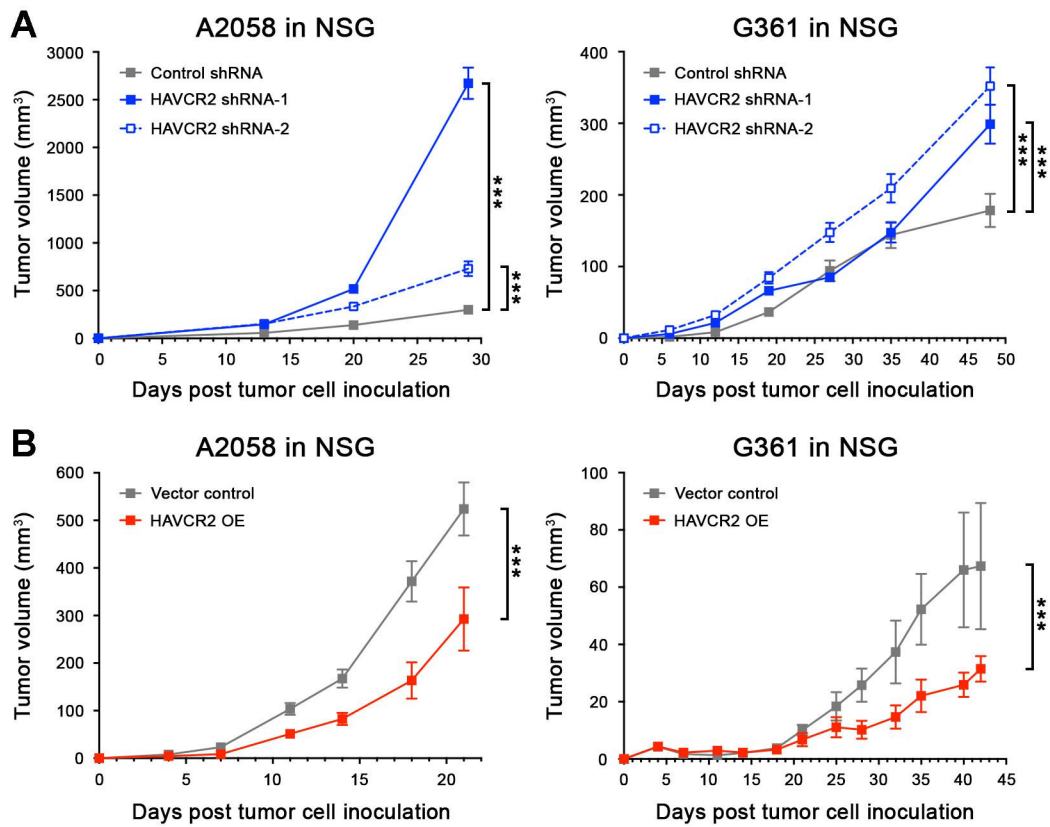 A
A2058 in NSG
Tumor volume (mm³)
3000
2500
2000
1500
1000
500
0
Control shRNA
HAVCR2 shRNA-1
HAVCR2 shRNA-2
***
***
0 5 10 15 20 25 30
Days post tumor cell inoculation
G361 in NSG
Tumor volume (mm³)
400
300
200
100
0
Control shRNA
HAVCR2 shRNA-1
HAVCR2 shRNA-2
***
***
0 5 10 15 20 25 30 35 40 45 50
Days post tumor cell inoculation
B
A2058 in NSG
Tumor volume (mm³)
600
500
400
300
200
100
0
Vector control
HAVCR2 OE
***
0 5 10 15 20
Days post tumor cell inoculation
G361 in NSG
Tumor volume (mm³)
100
80
60
40
20
0
Vector control
HAVCR2 OE
***
0 5 10 15 20 25 30 35 40 45
Days post tumor cell inoculation